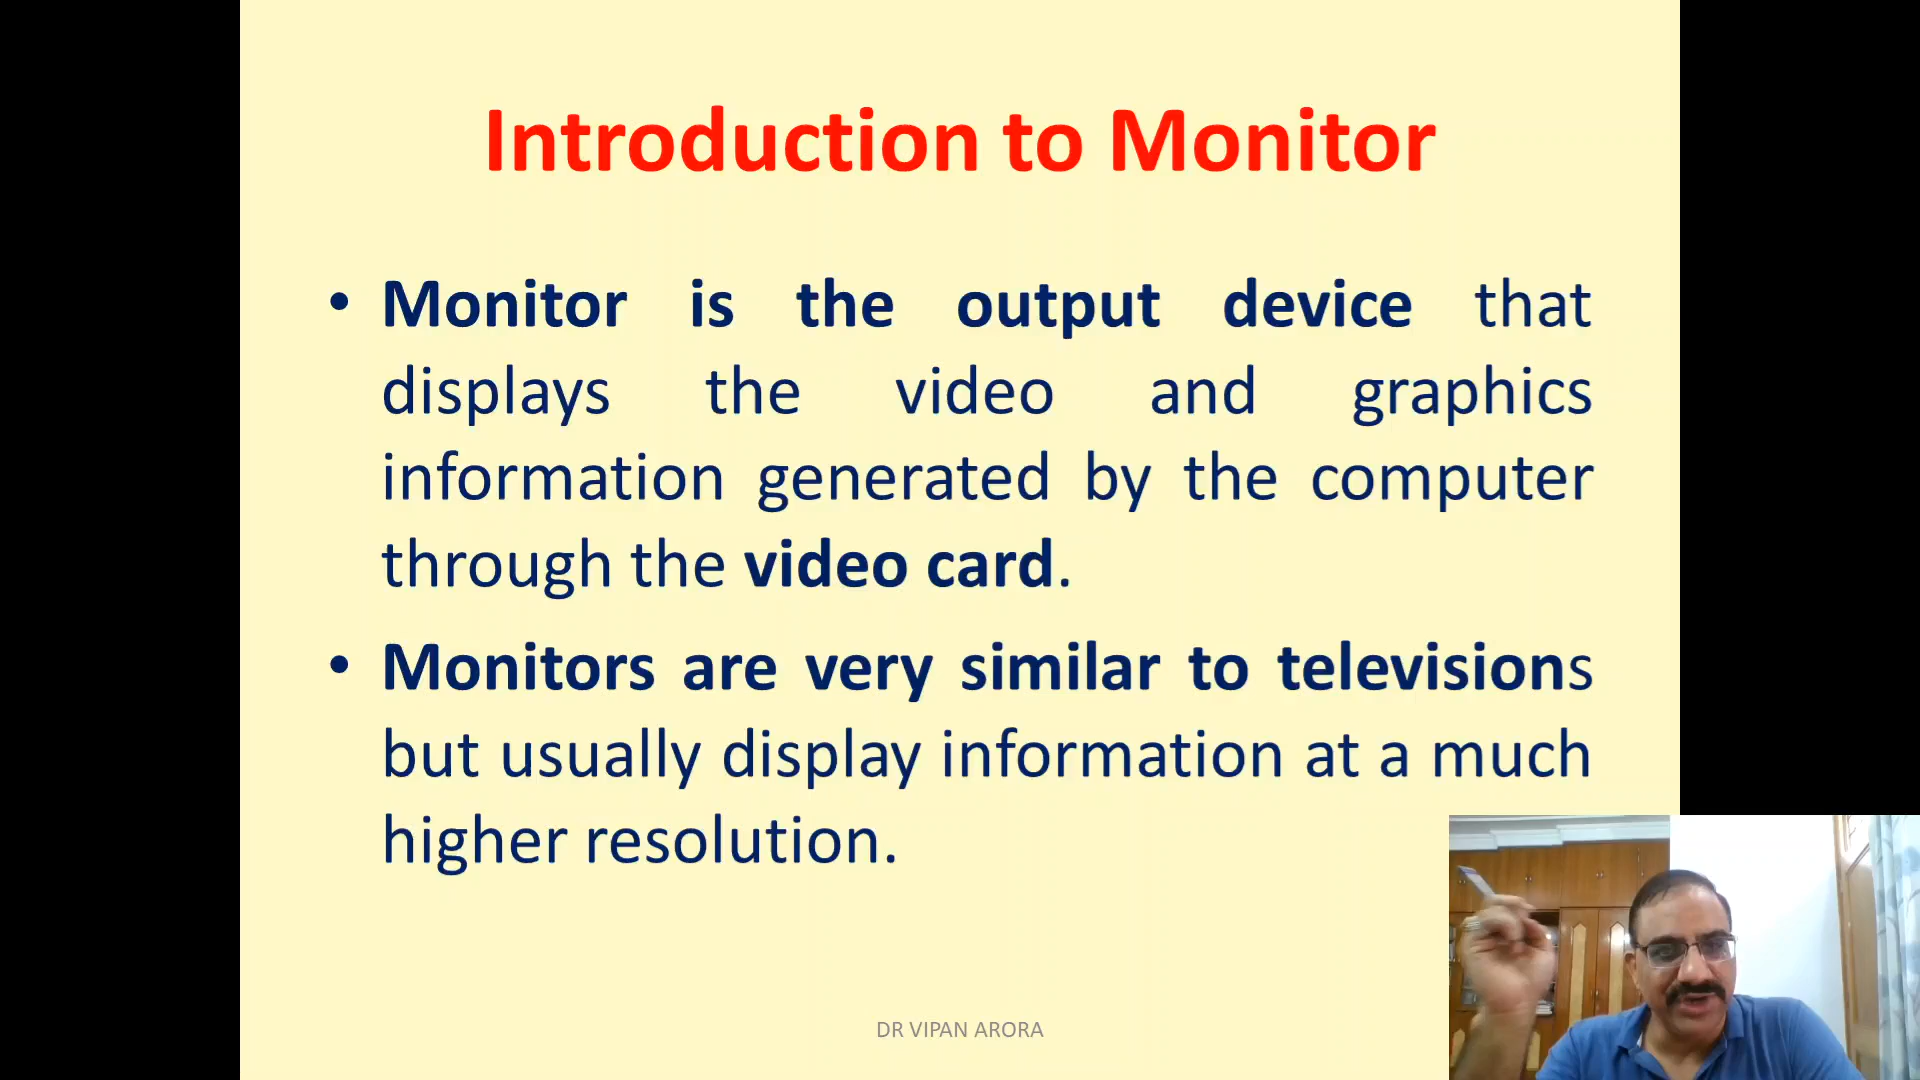 Introduction to Monitor
• Monitor is the output device that
displays the video and graphics
information generated by the computer
through the video card.
• Monitors are very similar to televisions
but usually display information at a much
higher resolution.
DR VIPAN ARORA